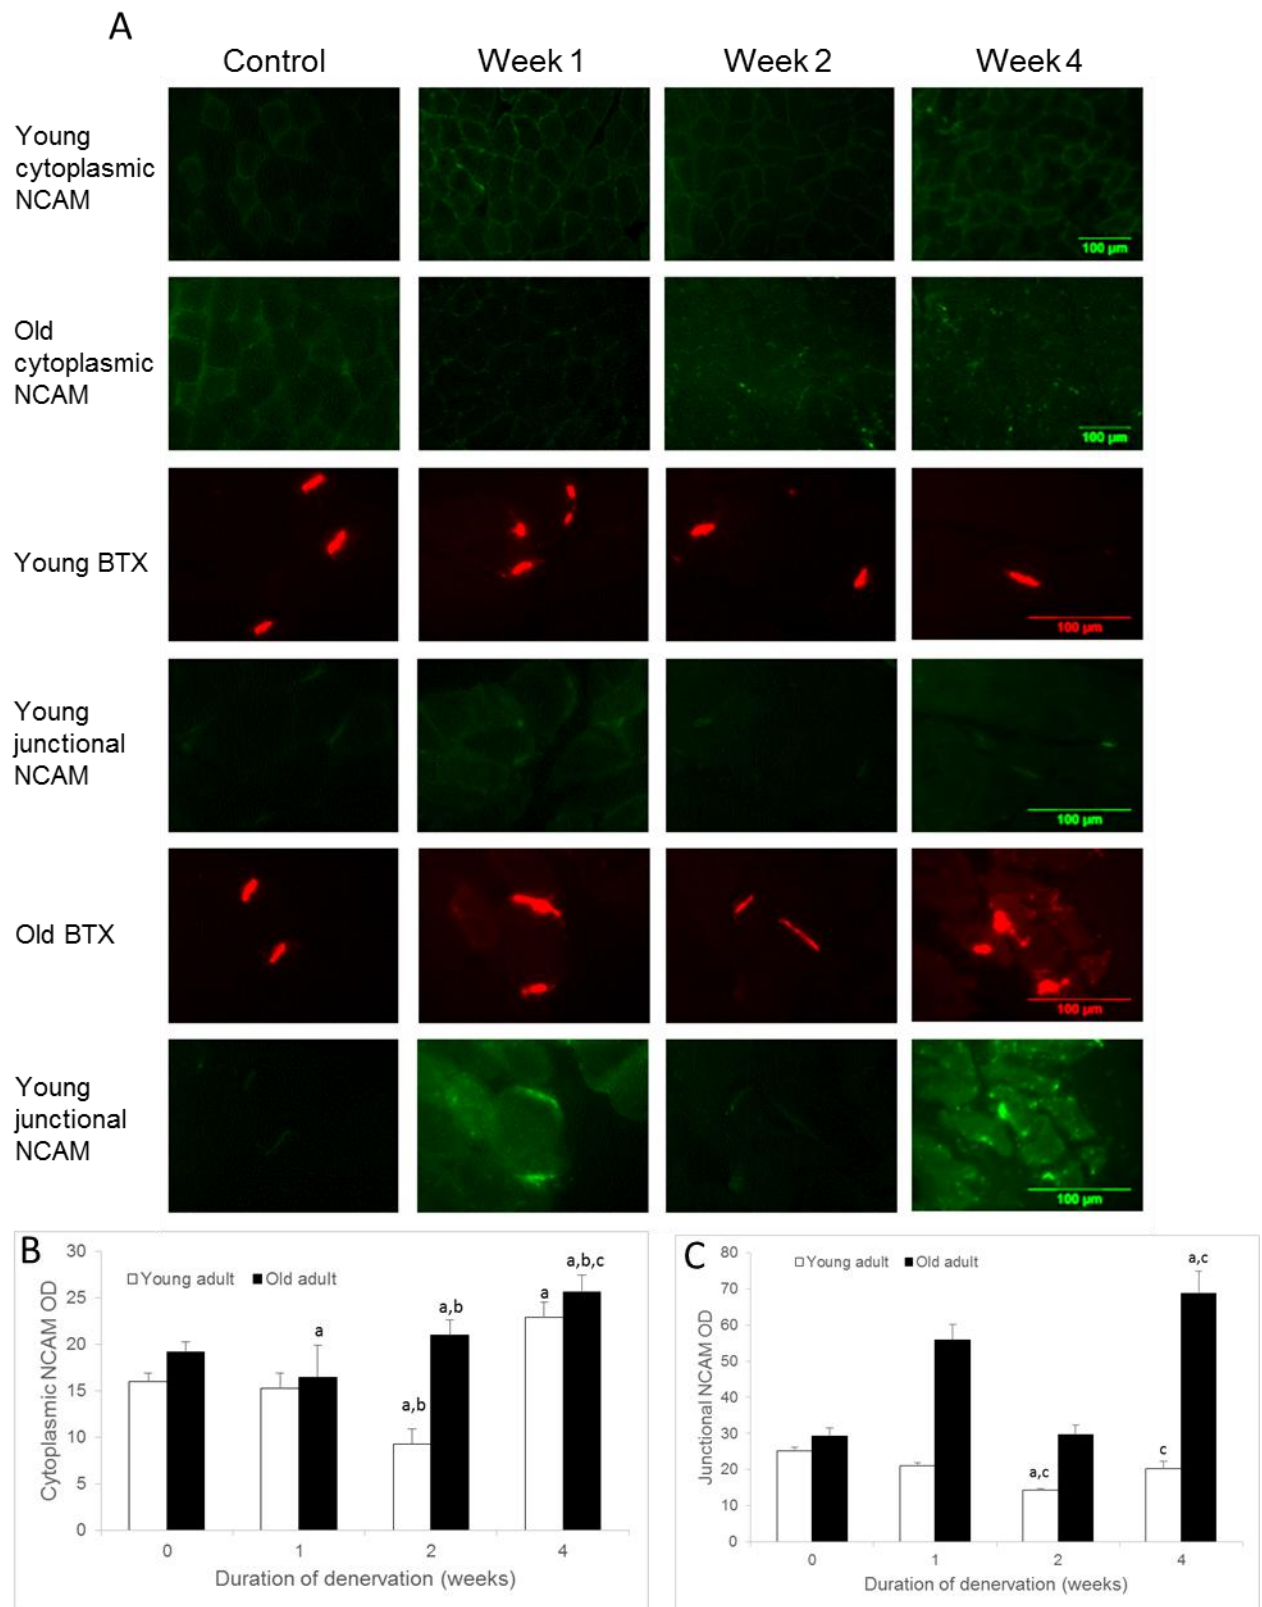 A
Control Week 1 Week 2 Week 4
Young
cytoplasmic
NCAM
100 µm
Old
cytoplasmic
NCAM
100 µm
Young BTX
100 µm
Young
junctional
NCAM
100 µm
Old BTX
100 µm
Young
junctional
NCAM
100 µm
B
Cytoplasmic NCAM OD
30
25
20
15
10
5
0
Young adult Old adult
a
a,b
a,b
a
a,b,c
0 1 2 4
Duration of denervation (weeks)
C
Junctional NCAM OD
80
70
60
50
40
30
20
10
0
Young adult Old adult
a,c
c
a,c
0 1 2 4
Duration of denervation (weeks)